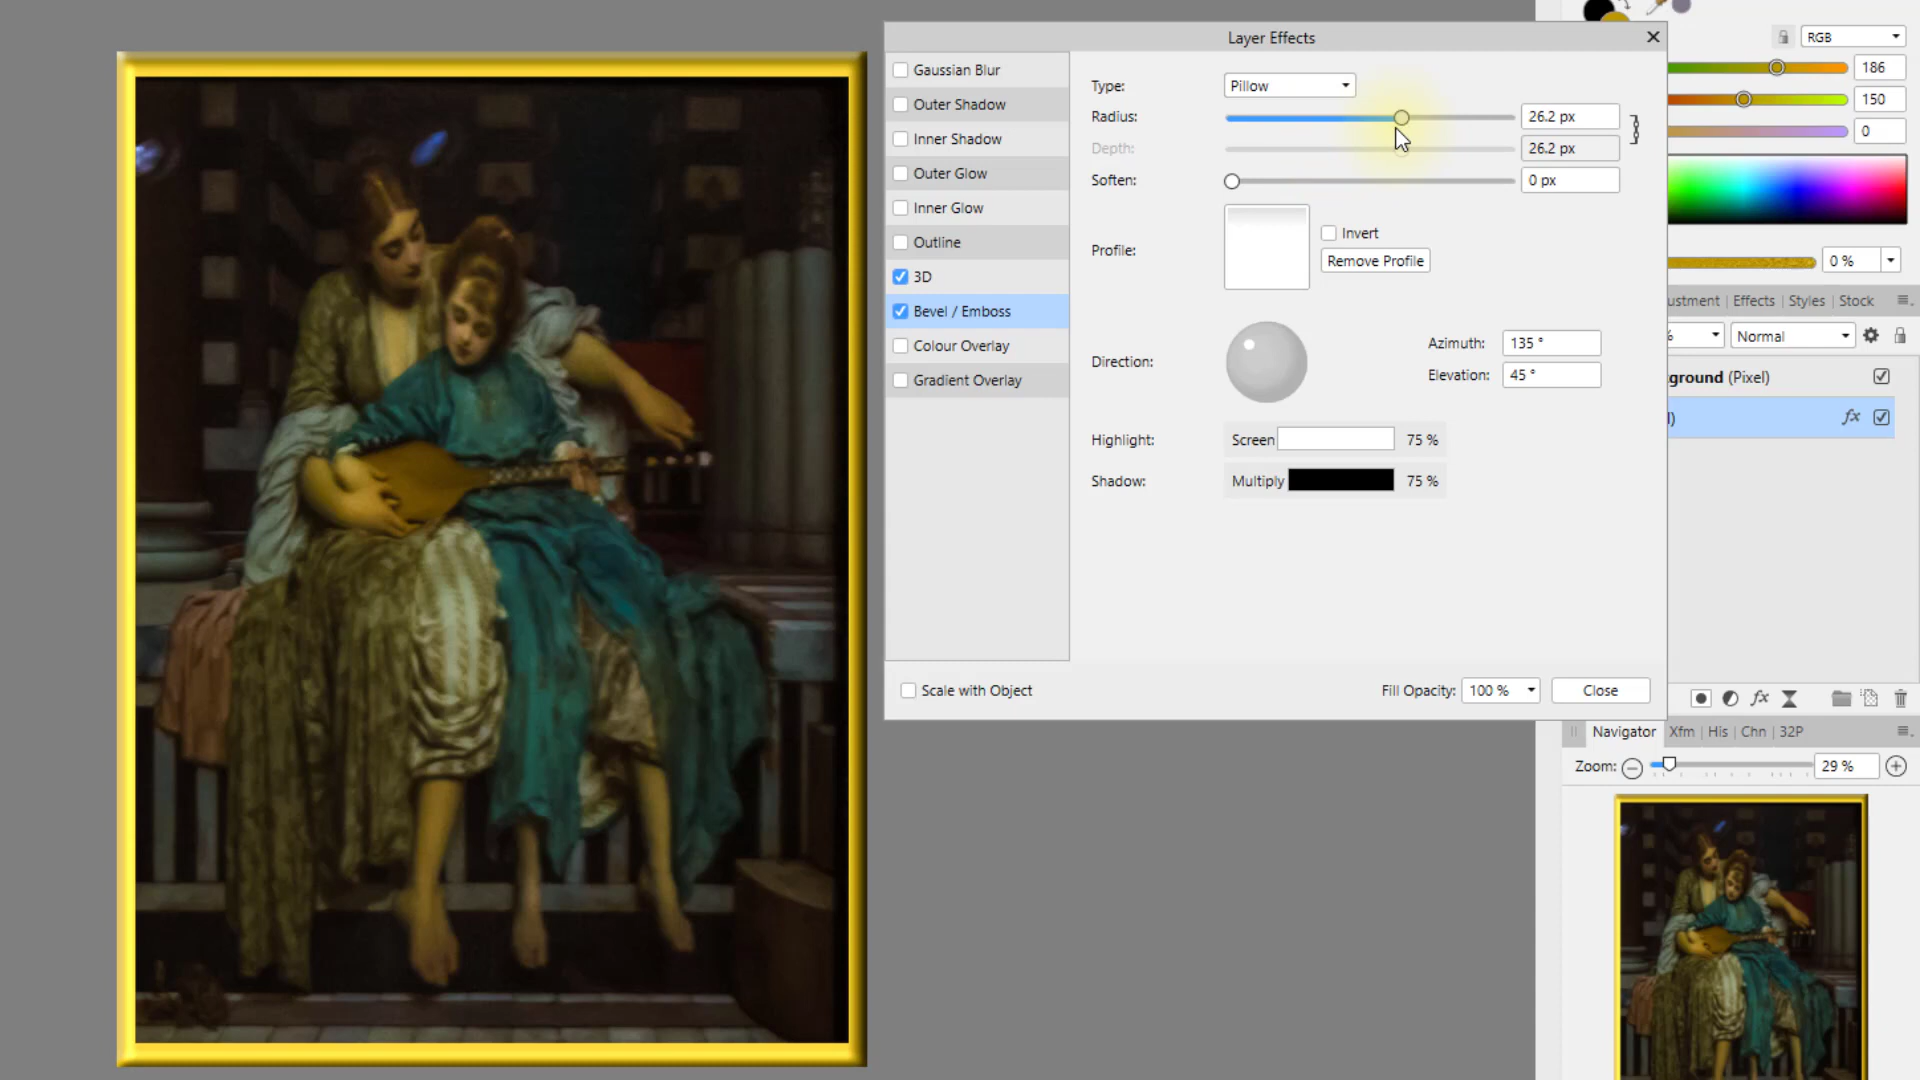 Layer Effects
RGB
186
150
0
0 %
Gaussian Blur
Outer Shadow
Inner Shadow
Outer Glow
Inner Glow
Outline
3D
Bevel / Emboss
Colour Overlay
Gradient Overlay
Type: Pillow
Radius: 26.2 px
Depth: 26.2 px
Soften: 0 px
Profile:
Invert
Remove Profile
Direction:
Azimuth: 135 °
Elevation: 45 °
Highlight: Screen 75 %
Shadow: Multiply 75 %
Scale with Object
Fill Opacity: 100 %
Close
ustment Effects Styles Stock
% Normal
ground (Pixel)
l) fx
fx
Navigator Xfm His Chn 32P
Zoom: 29 %